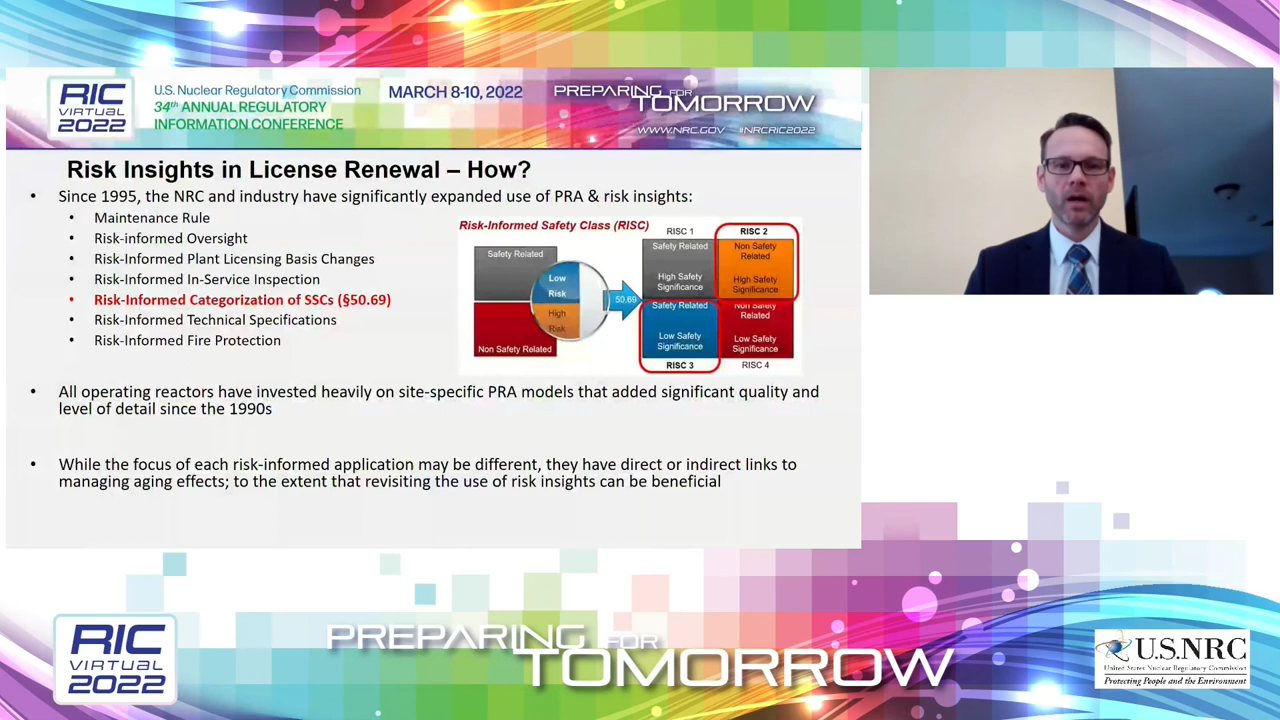 RIC
VIRTUAL
2022
U.S. Nuclear Regulatory Commission
34th ANNUAL REGULATORY
INFORMATION CONFERENCE
MARCH 8-10, 2022
PREPARING FOR
TOMORROW
WWW.NRC.GOV #NRCRIC2022
Risk Insights in License Renewal – How?
• Since 1995, the NRC and industry have significantly expanded use of PRA & risk insights:
• Maintenance Rule
• Risk-informed Oversight
• Risk-Informed Plant Licensing Basis Changes
• Risk-Informed In-Service Inspection
• Risk-Informed Categorization of SSCs (§50.69)
• Risk-Informed Technical Specifications
• Risk-Informed Fire Protection
Risk-Informed Safety Class (RISC)
Safety Related
Low
Risk
High
Risk
Non Safety Related
50.69
RISC 1
Safety Related
High Safety
Significance
RISC 2
Non Safety
Related
High Safety
Significance
Safety Related
Low Safety
Significance
RISC 3
Non Safety
Related
Low Safety
Significance
RISC 4
• All operating reactors have invested heavily on site-specific PRA models that added significant quality and
level of detail since the 1990s
• While the focus of each risk-informed application may be different, they have direct or indirect links to
managing aging effects; to the extent that revisiting the use of risk insights can be beneficial
RIC
VIRTUAL
2022
PREPARING FOR
TOMORROW
U.S.NRC
United States Nuclear Regulatory Commission
Protecting People and the Environment